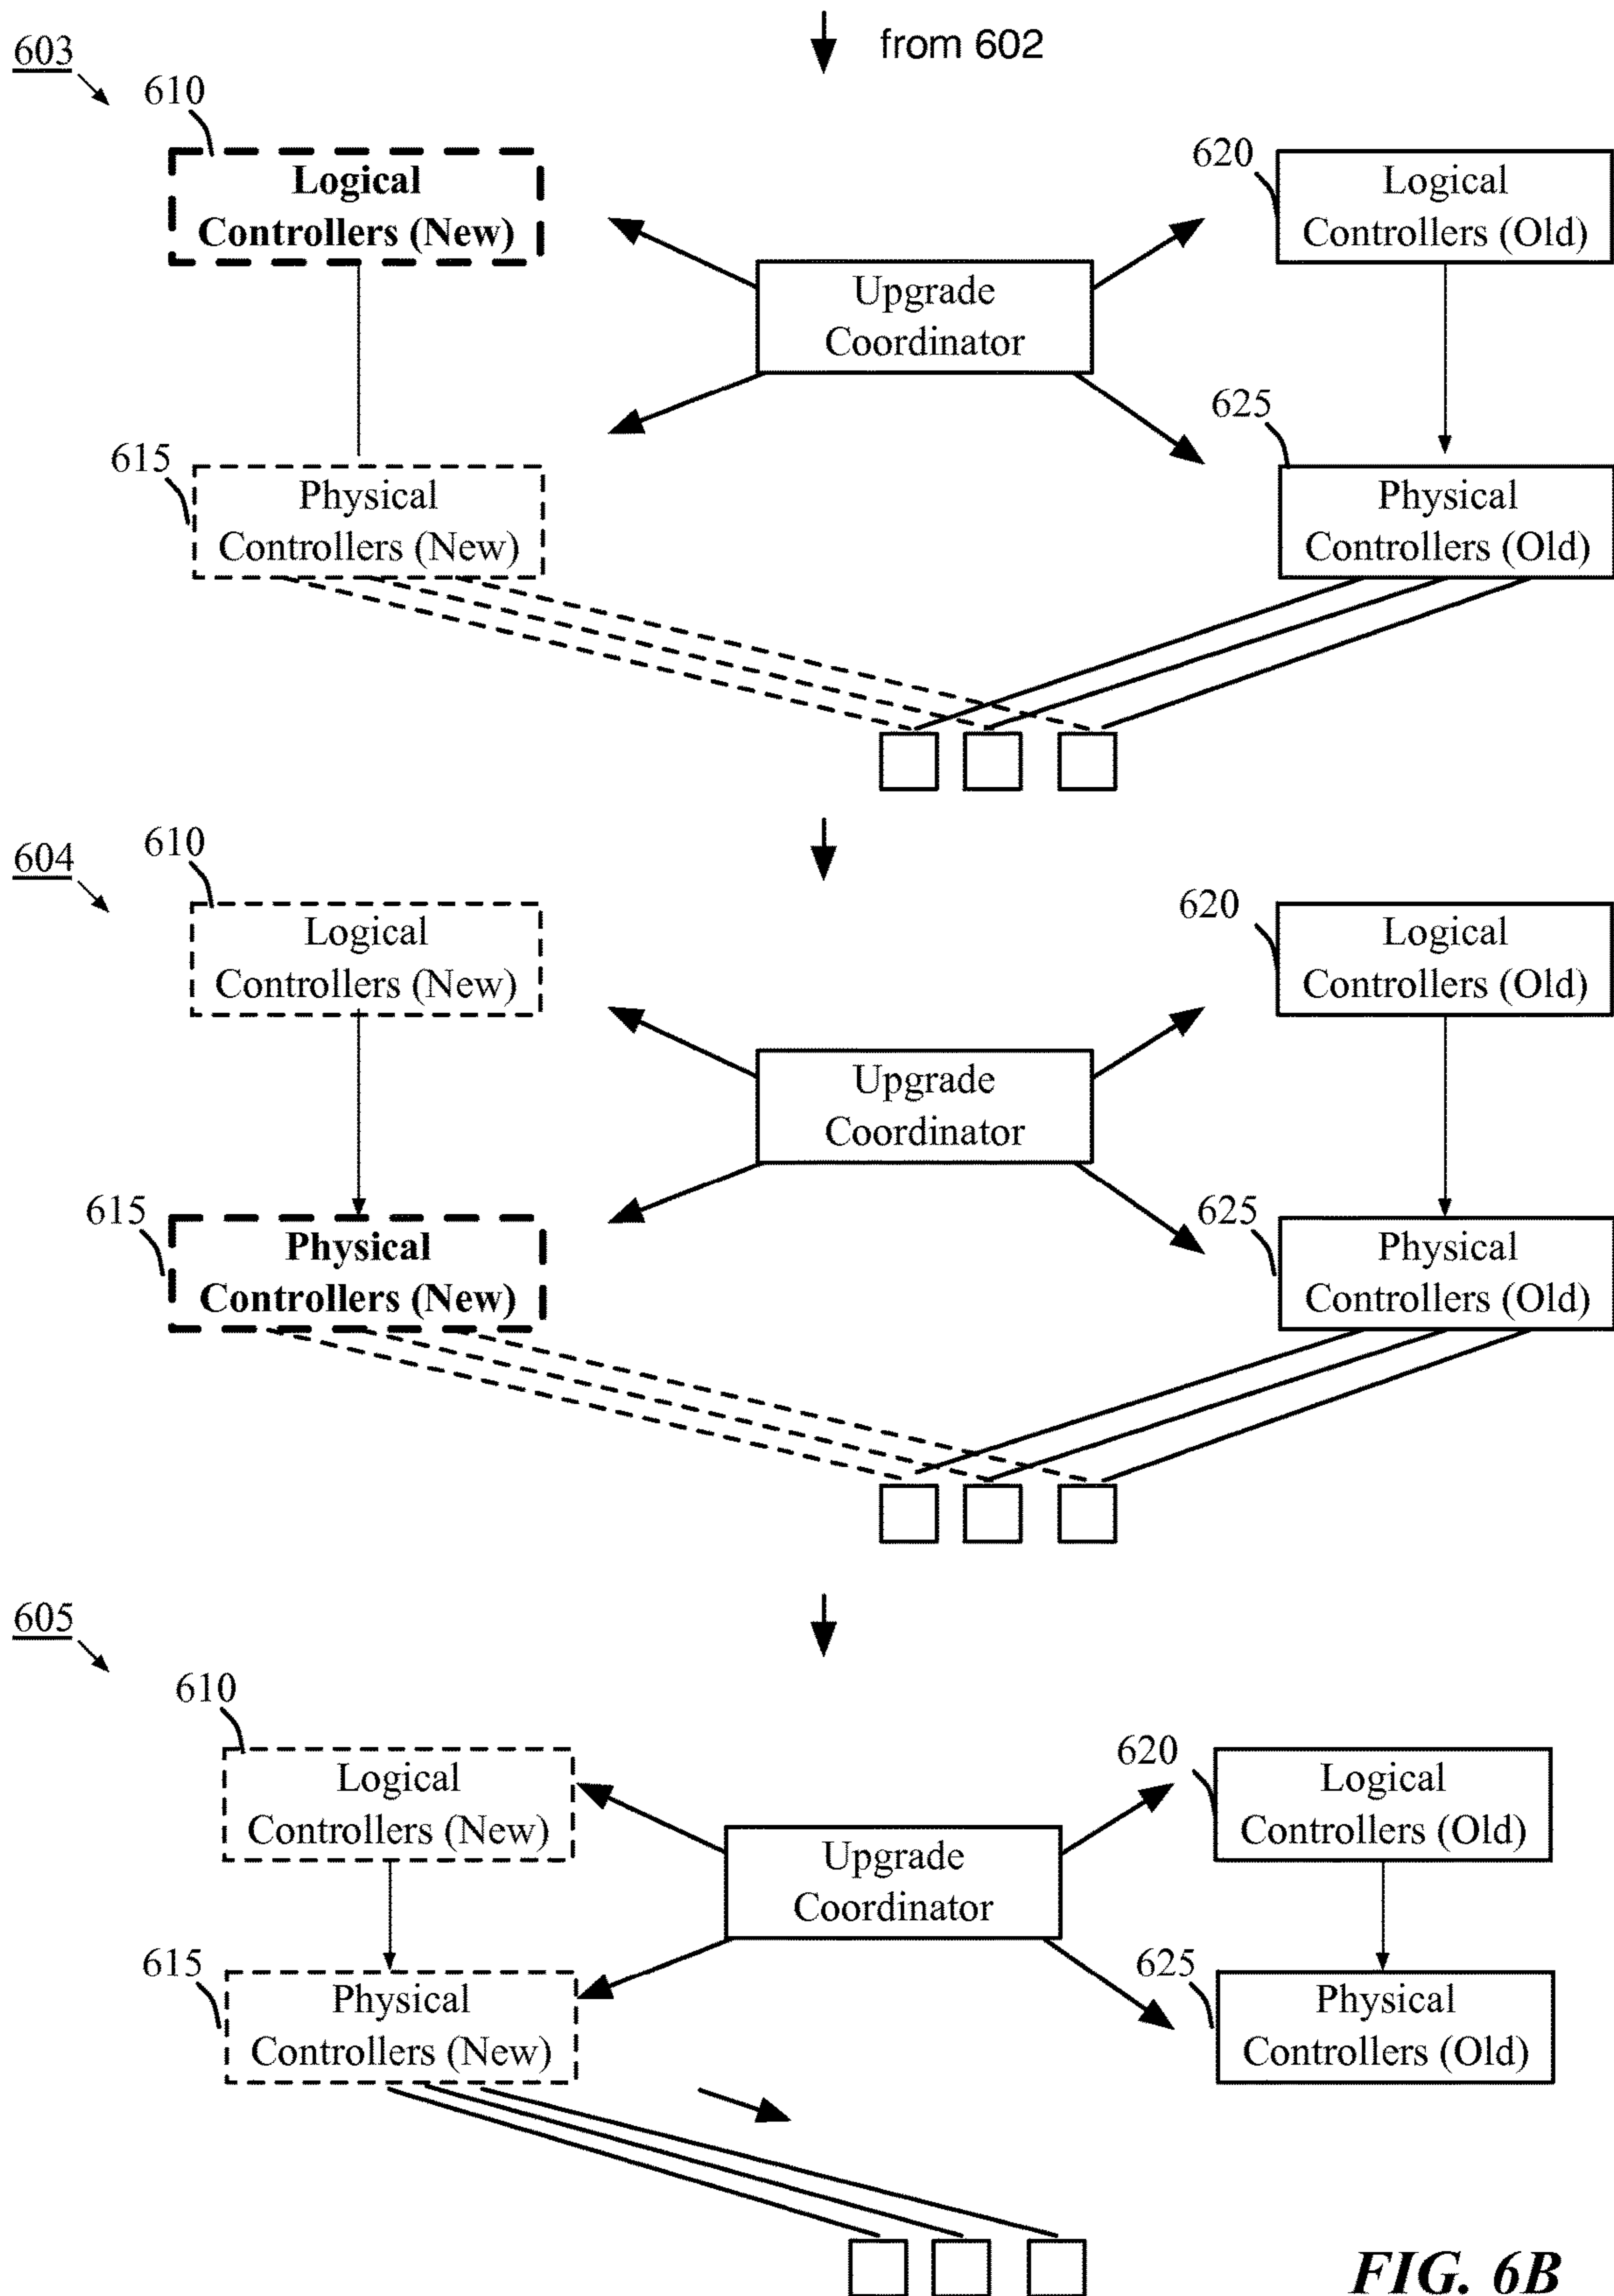 from 602
603
610
Logical
Controllers (New)
620
Logical
Controllers (Old)
Upgrade
Coordinator
615
Physical
Controllers (New)
625
Physical
Controllers (Old)
604
610
Logical
Controllers (New)
620
Logical
Controllers (Old)
Upgrade
Coordinator
615
Physical
Controllers (New)
625
Physical
Controllers (Old)
605
610
Logical
Controllers (New)
620
Logical
Controllers (Old)
Upgrade
Coordinator
615
Physical
Controllers (New)
625
Physical
Controllers (Old)
FIG. 6B